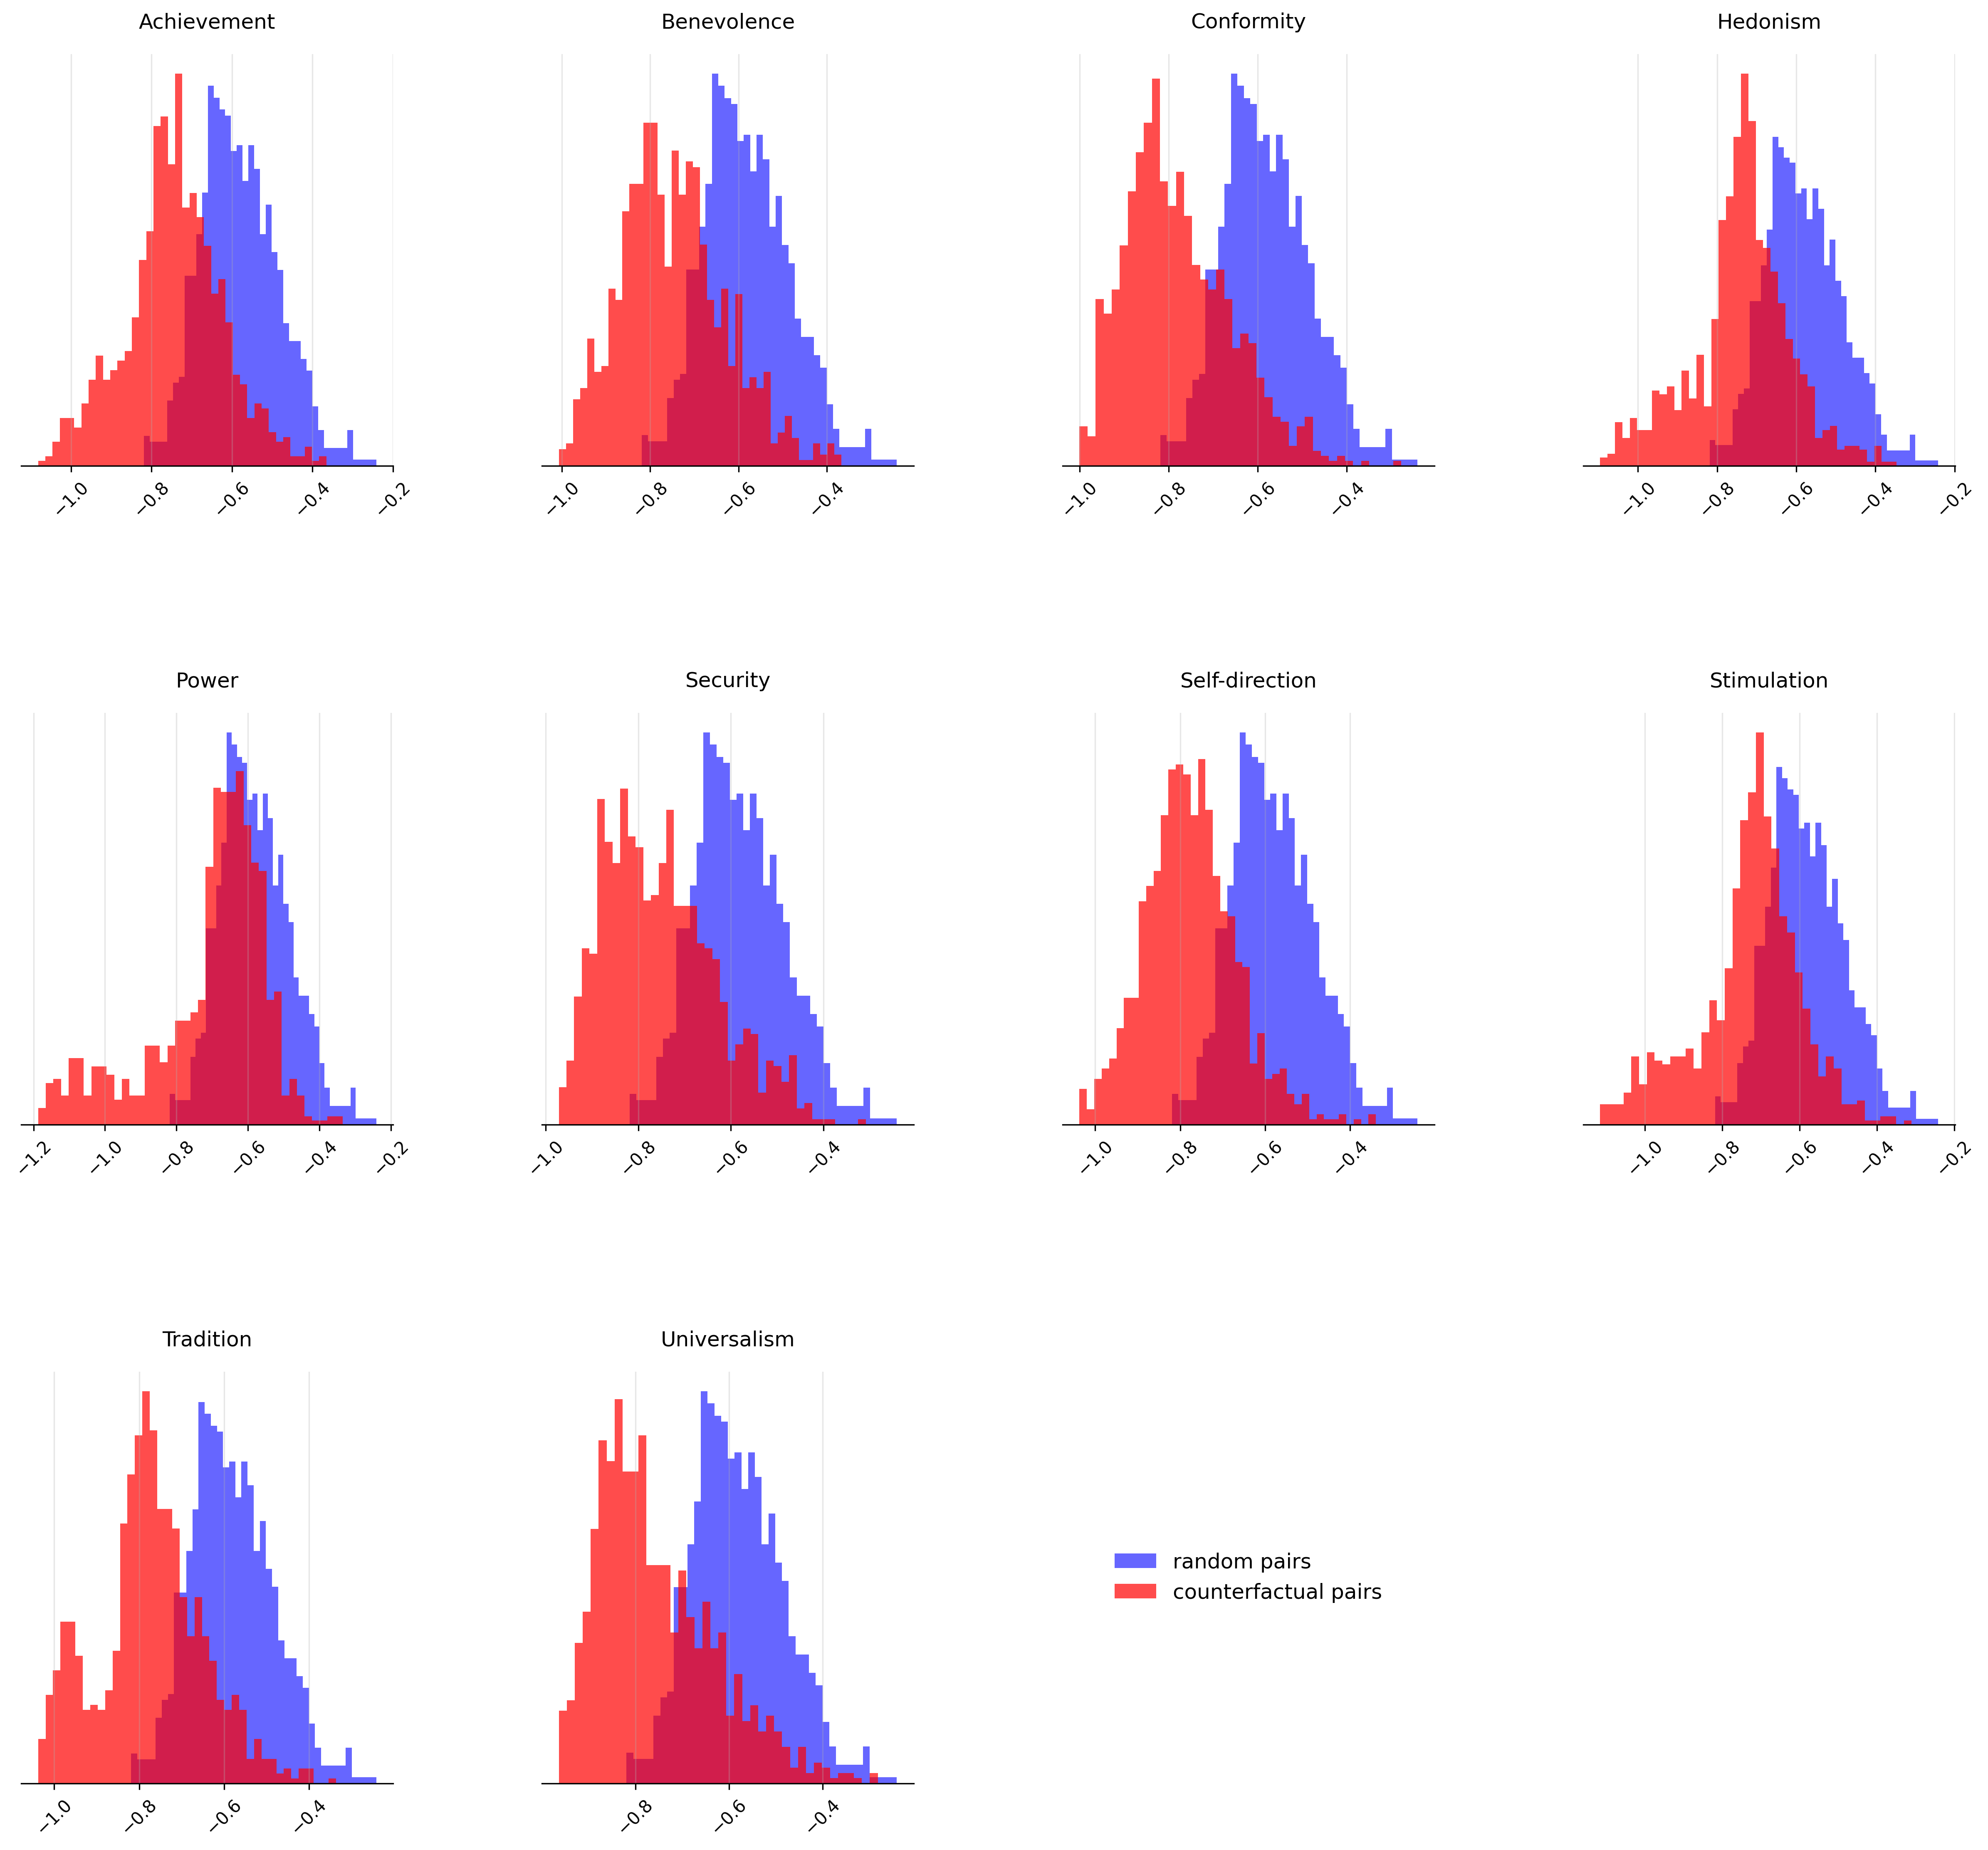 Achievement Benevolence Conformity Hedonism
−1.0 −0.8 −0.6 −0.4 −0.2 −1.0 −0.8 −0.6 −0.4 −1.0 −0.8 −0.6 −0.4 −1.0 −0.8 −0.6 −0.4 −0.2
Power Security Self-direction Stimulation
−1.2 −1.0 −0.8 −0.6 −0.4 −0.2 −1.0 −0.8 −0.6 −0.4 −1.0 −0.8 −0.6 −0.4 −1.0 −0.8 −0.6 −0.4 −0.2
Tradition Universalism
random pairs
counterfactual pairs
−1.0 −0.8 −0.6 −0.4 −0.8 −0.6 −0.4